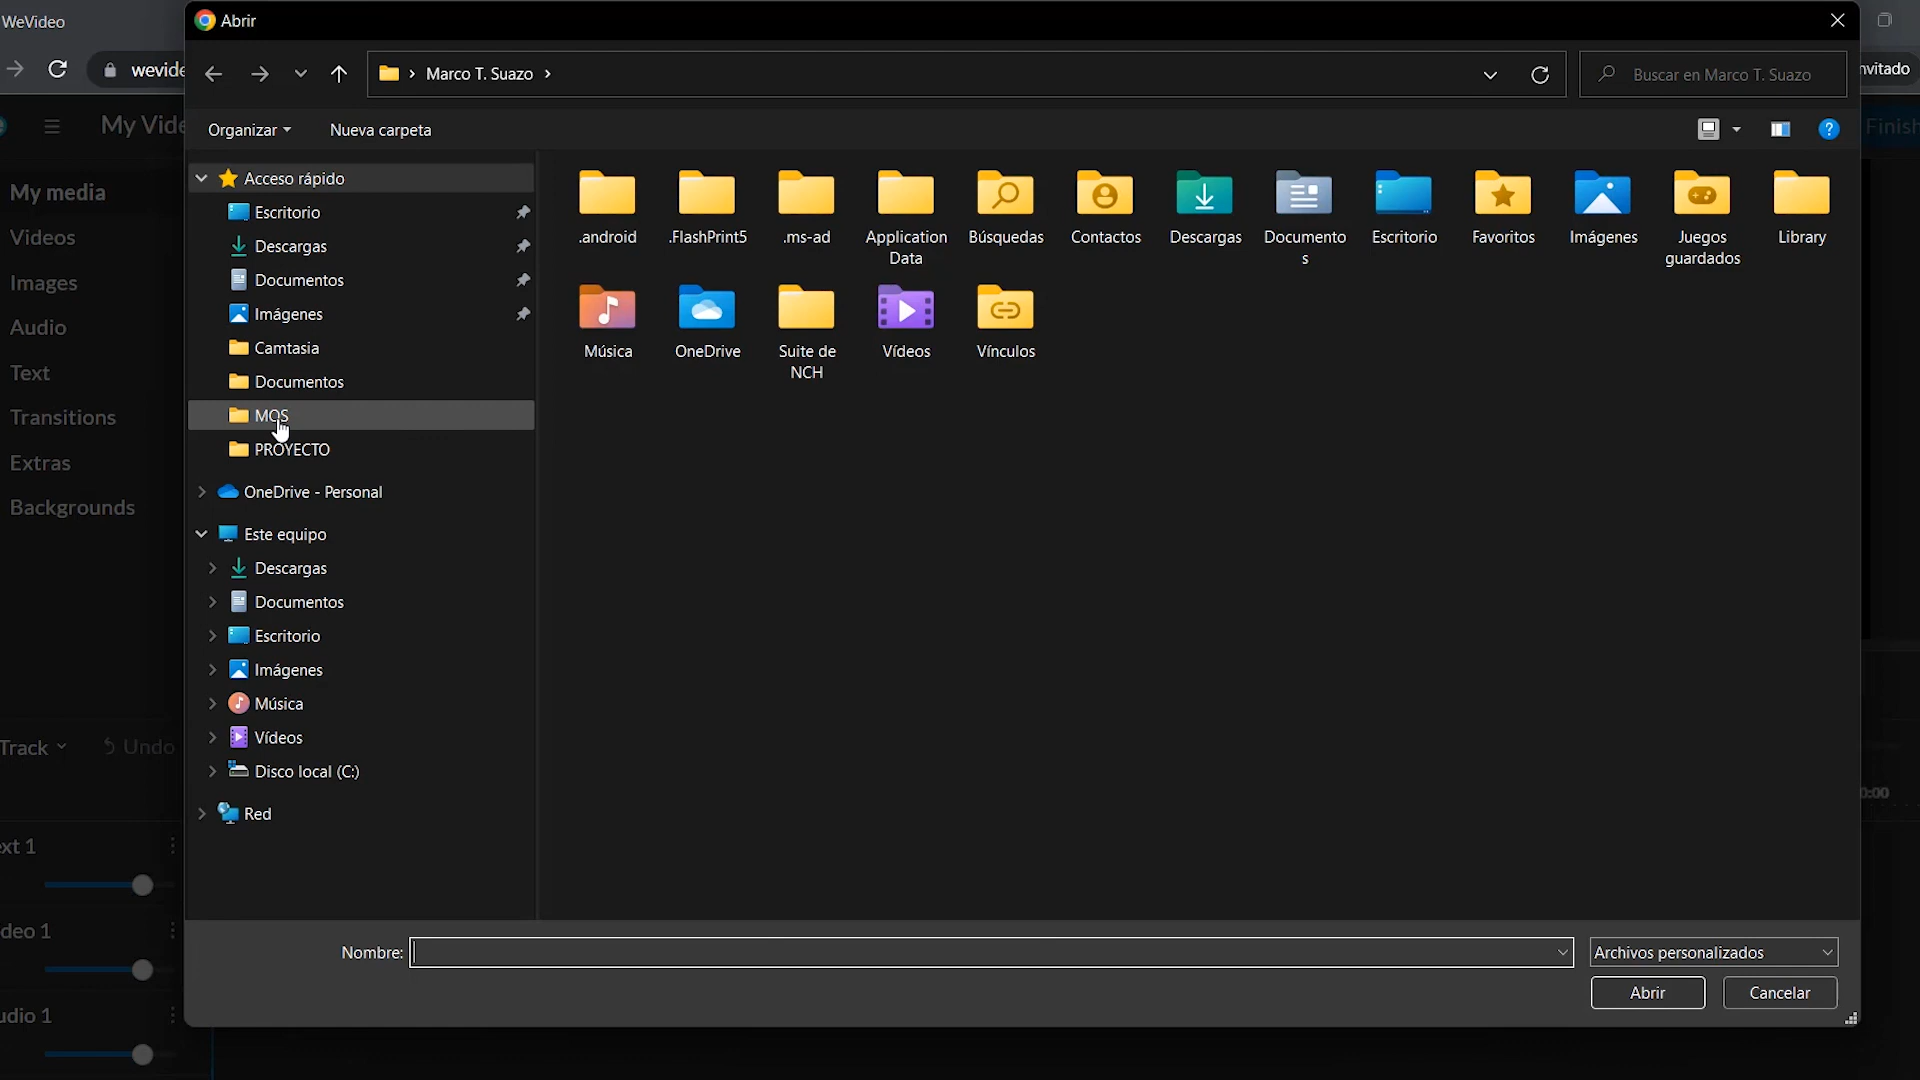 WeVideo
Abrir
wevide
Marco T. Suazo
Buscar en Marco T. Suazo
nvitado
My Vide
Organizar
Nueva carpeta
Finish
My media
Videos
Images
Audio
Text
Transitions
Extras
Backgrounds
Acceso rápido
Escritorio
Descargas
Documentos
Imágenes
Camtasia
Documentos
MOS
PROYECTO
OneDrive - Personal
Este equipo
Descargas
Documentos
Escritorio
Imágenes
Música
Vídeos
Disco local (C:)
Red
.android
.FlashPrint5
.ms-ad
Application
Data
Búsquedas
Contactos
Descargas
Documento
s
Escritorio
Favoritos
Imágenes
Juegos
guardados
Library
Música
OneDrive
Suite de
NCH
Vídeos
Vínculos
Track
Undo
0:00
ext 1
deo 1
udio 1
Nombre:
Archivos personalizados
Abrir
Cancelar